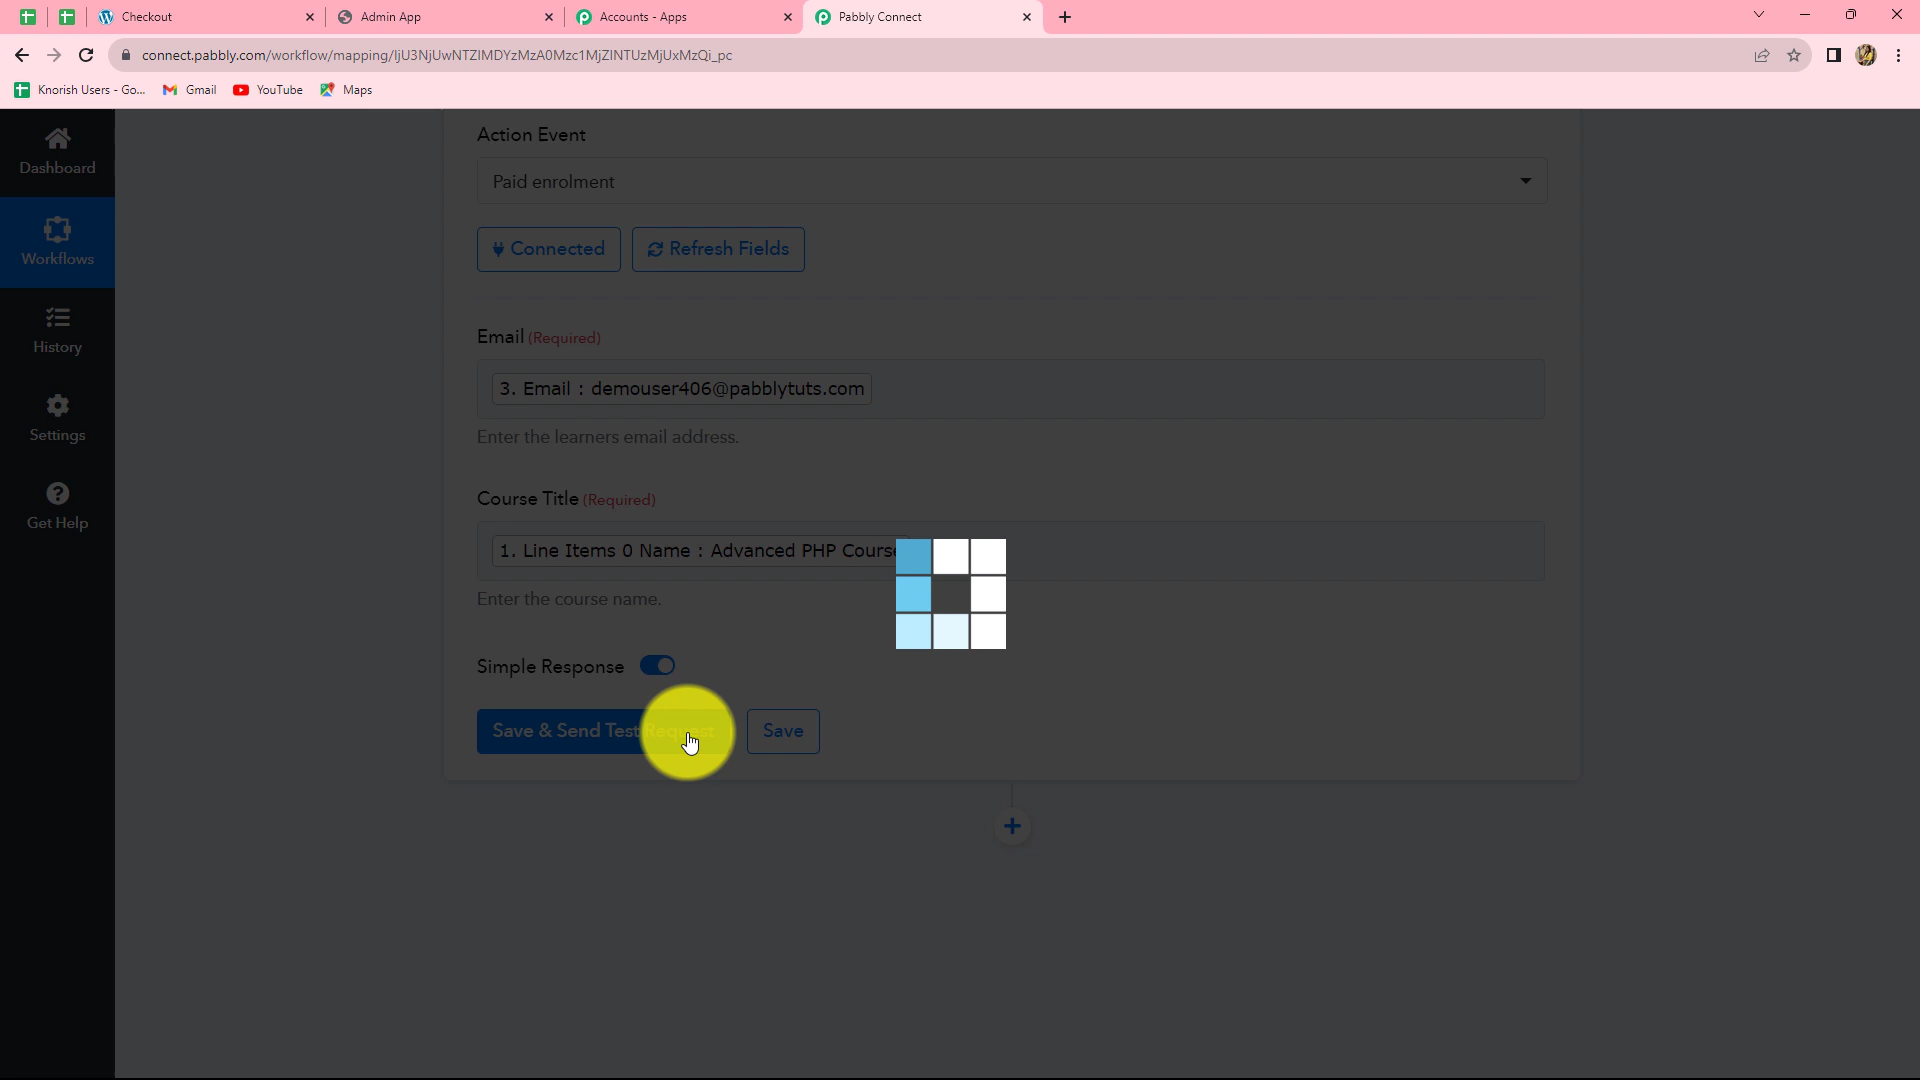 Checkout
Admin App
Accounts - Apps
Pabbly Connect
connect.pabbly.com/workflow/mapping/IjU3NjUwNTZlMDYzMzA0Mzc1MjZlNTUzMjUxMzQi_pc
Knorish Users - Go...
Gmail
YouTube
Maps
Dashboard
Workflows
History
Settings
Get Help
Action Event
Paid enrolment
Connected
Refresh Fields
Email (Required)
3. Email : demouser406@pabblytuts.com
Enter the learners email address.
Course Title (Required)
1. Line Items 0 Name : Advanced PHP Course
Enter the course name.
Simple Response
Save & Send Test Request
Save